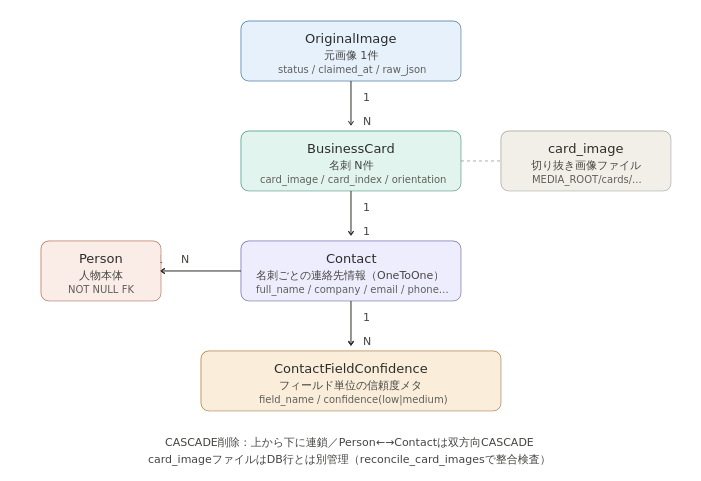 OriginalImage
元画像 1件
status / claimed_at / raw_json
1
N
BusinessCard
名刺 N件
card_image / card_index / orientation
card_image
切り抜き画像ファイル
MEDIA_ROOT/cards/…
1
1
Person
人物本体
NOT NULL FK
N
Contact
名刺ごとの連絡先情報（OneToOne）
full_name / company / email / phone…
1
N
ContactFieldConfidence
フィールド単位の信頼度メタ
field_name / confidence(low|medium)
CASCADE削除：上から下に連鎖／Person←→Contactは双方向CASCADE
card_imageファイルはDB行とは別管理（reconcile_card_imagesで整合検査）